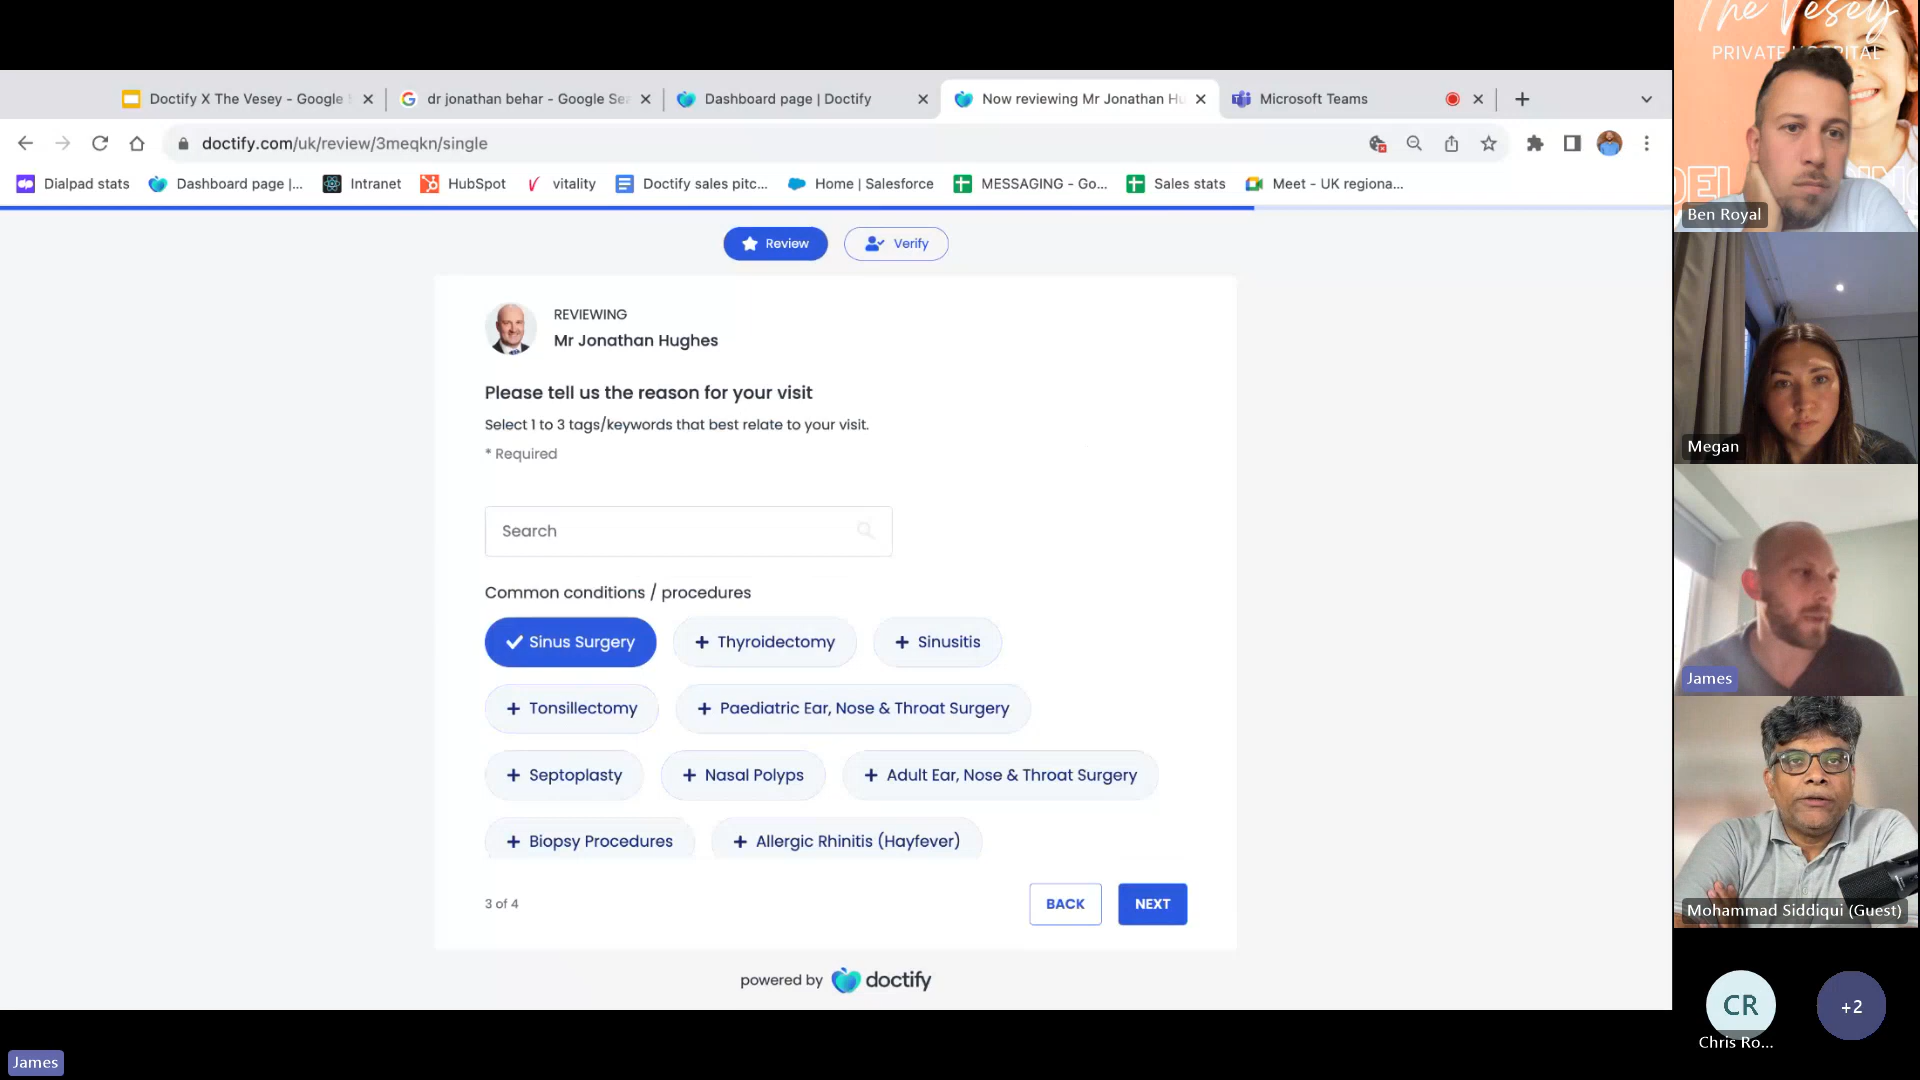 Doctify X The Vesey - Google S
dr jonathan behar - Google Sea
Dashboard page | Doctify
Now reviewing Mr Jonathan Hu
Microsoft Teams
doctify.com/uk/review/3meqkn/single
Dialpad stats
Dashboard page |...
Intranet
HubSpot
vitality
Doctify sales pitc...
Home | Salesforce
MESSAGING - Go...
Sales stats
Meet - UK regiona...
Review
Verify
REVIEWING
Mr Jonathan Hughes
Please tell us the reason for your visit
Select 1 to 3 tags/keywords that best relate to your visit.
* Required
Search
Common conditions / procedures
Sinus Surgery
Thyroidectomy
Sinusitis
Tonsillectomy
Paediatric Ear, Nose & Throat Surgery
Septoplasty
Nasal Polyps
Adult Ear, Nose & Throat Surgery
Biopsy Procedures
Allergic Rhinitis (Hayfever)
3 of 4
BACK
NEXT
powered by doctify
The Vesey
Ben Royal
Megan
James
Mohammad Siddiqui (Guest)
CR
+2
Chris Ro...
James